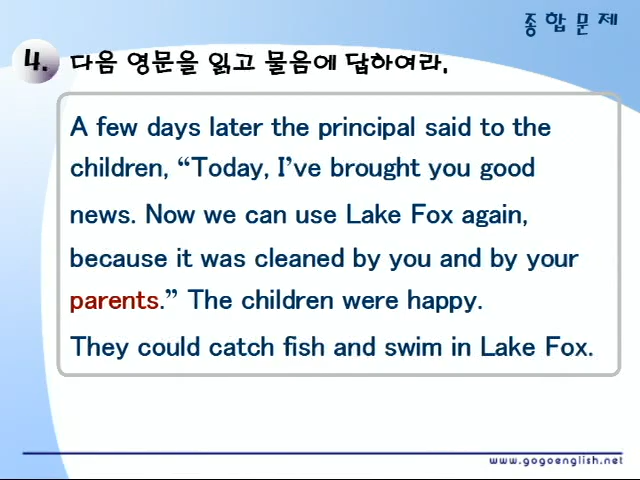 종합문제
4. 다음 영문을 읽고 물음에 답하여라.
A few days later the principal said to the
children, “Today, I’ve brought you good
news. Now we can use Lake Fox again,
because it was cleaned by you and by your
parents.” The children were happy.
They could catch fish and swim in Lake Fox.
www.gogoenglish.net